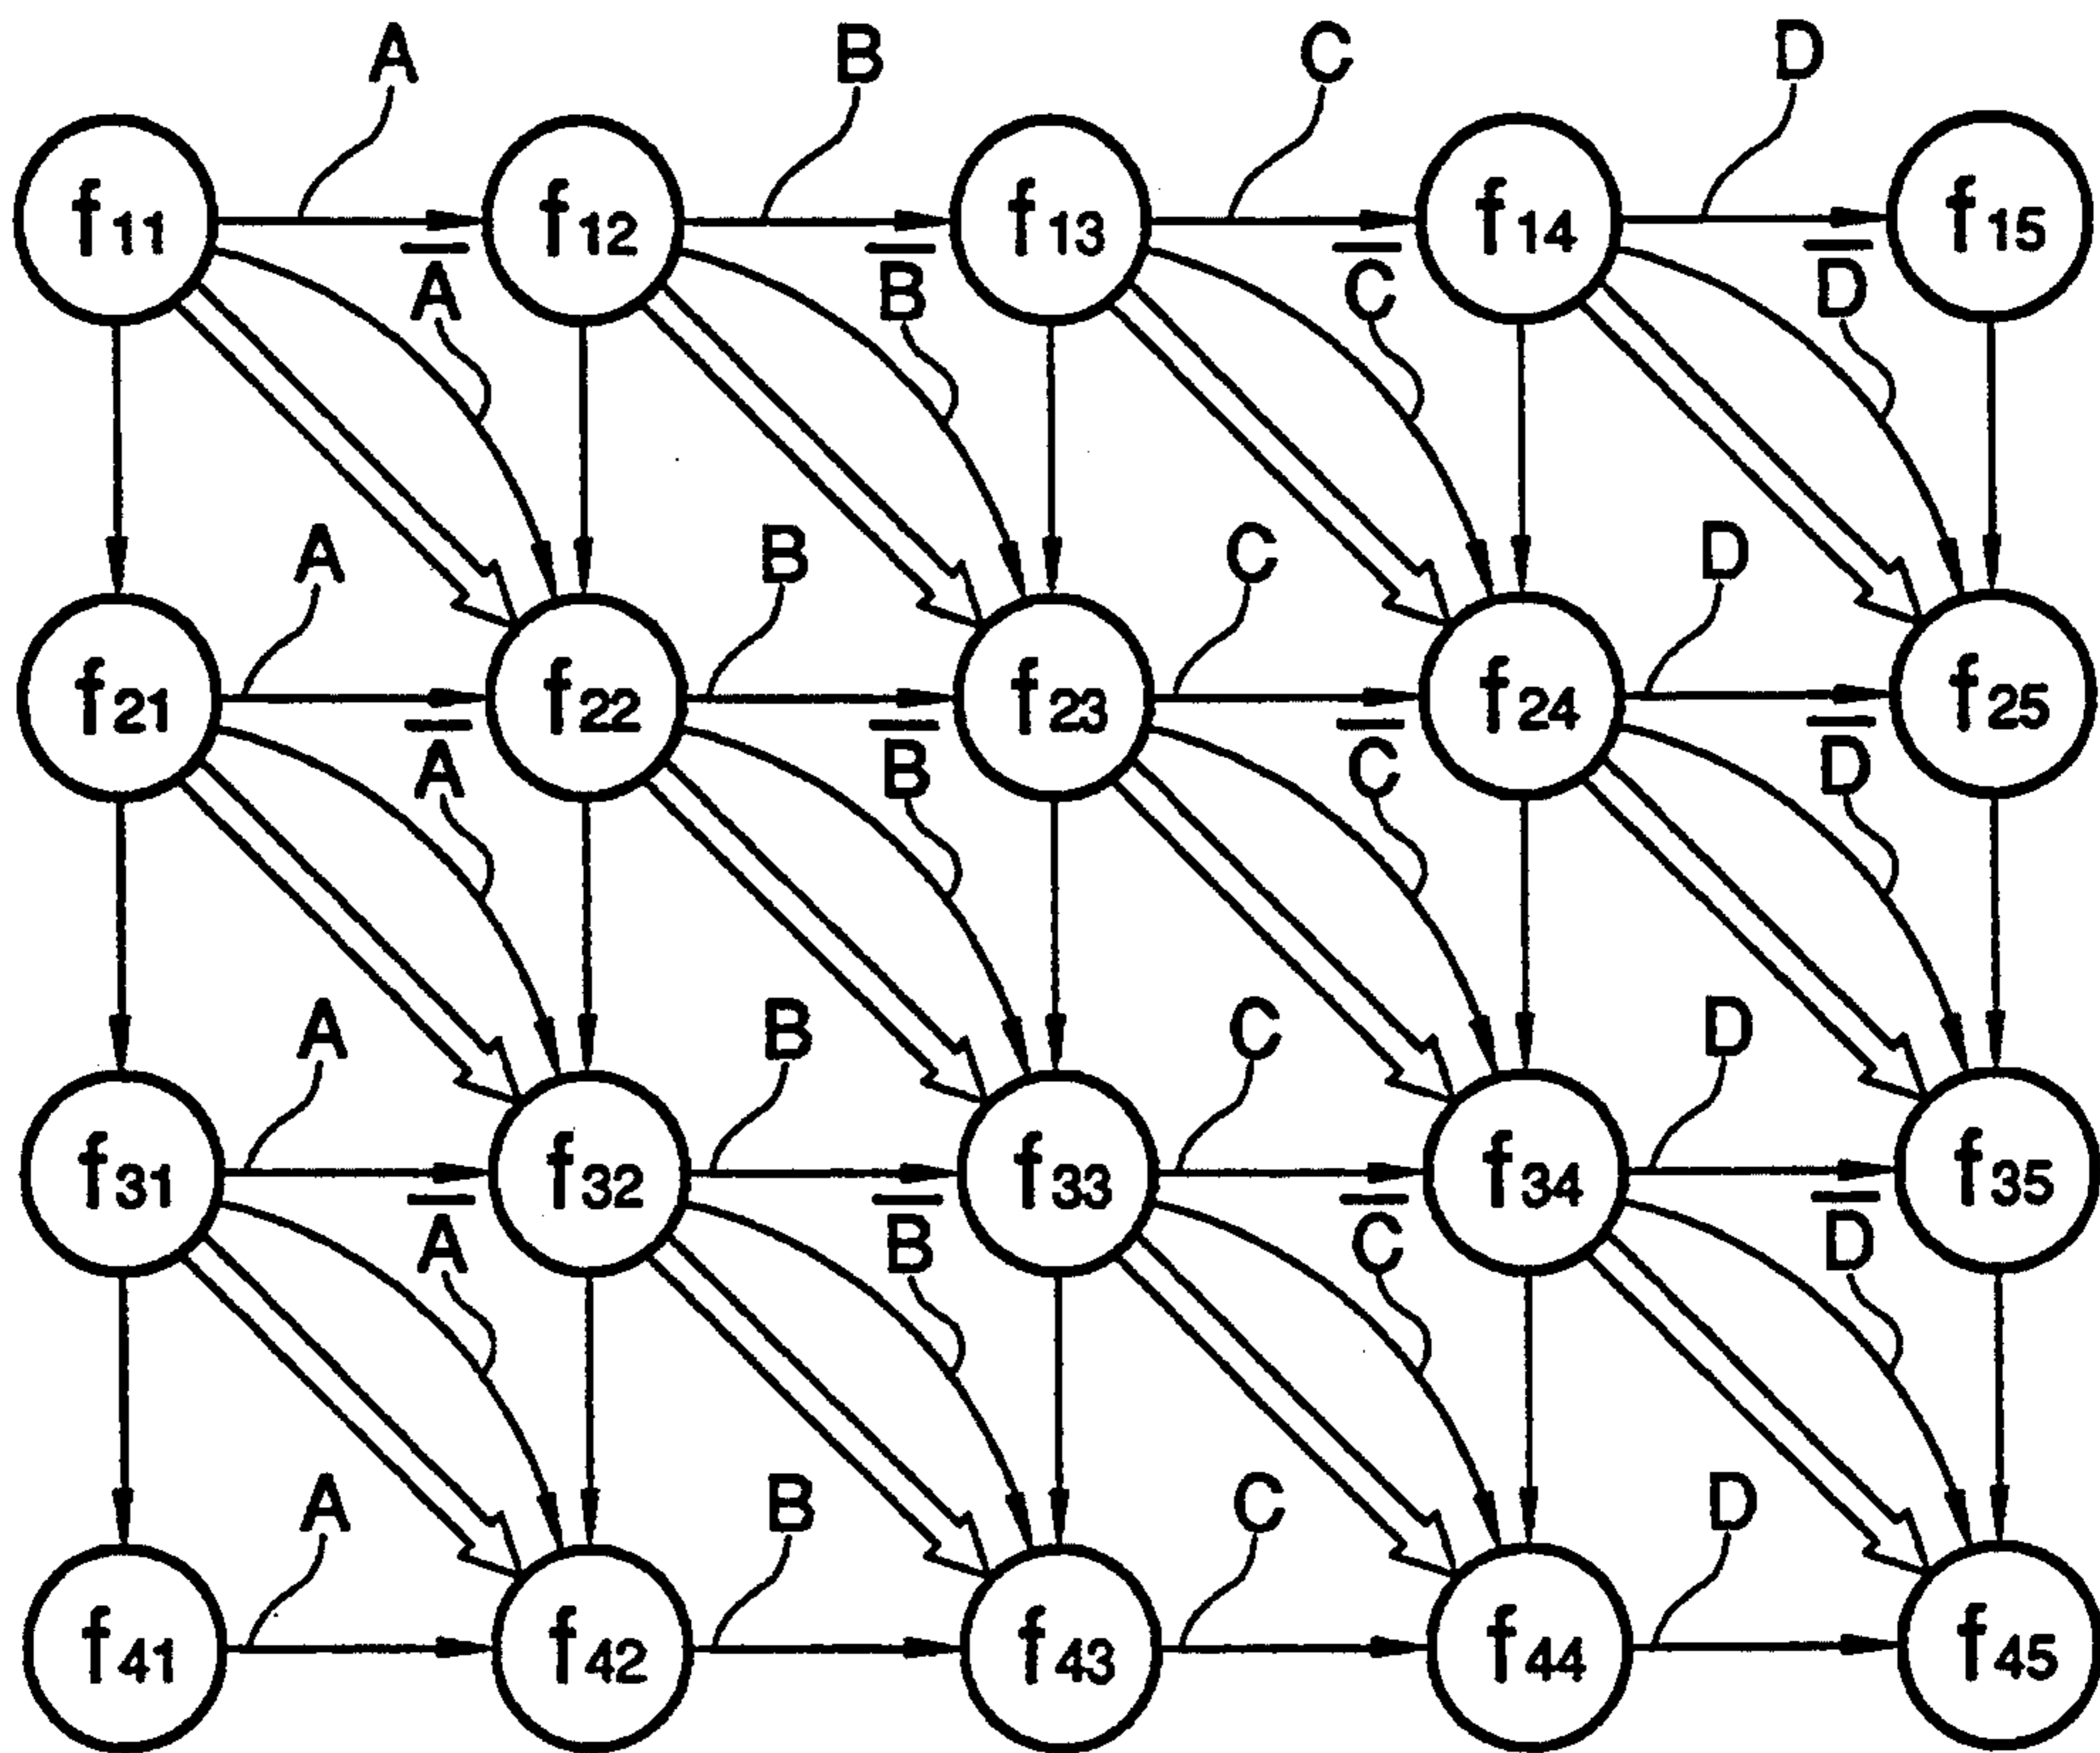 A B C D
f11 f12 f13 f14 f15
A̅ B̅ C̅ D̅
A B C D
f21 f22 f23 f24 f25
A̅ B̅ C̅ D̅
A B C D
f31 f32 f33 f34 f35
A̅ B̅ C̅ D̅
A B C D
f41 f42 f43 f44 f45